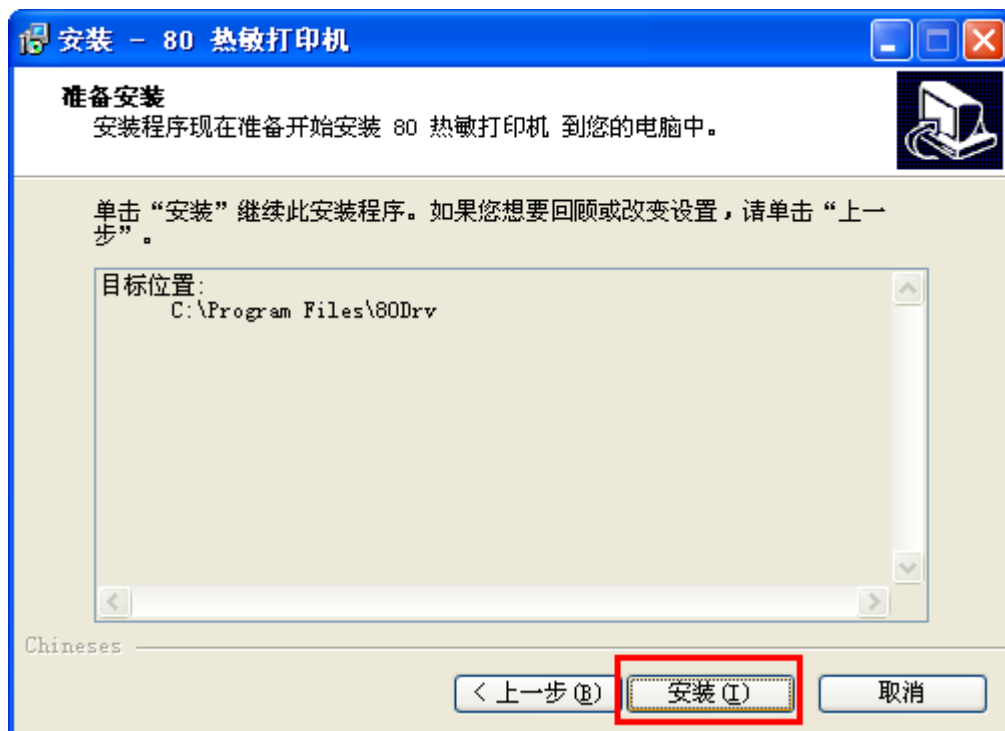 安装 - 80 热敏打印机
准备安装
安装程序现在准备开始安装 80 热敏打印机 到您的电脑中。
单击“安装”继续此安装程序。如果您想要回顾或改变设置，请单击“上一
步”。
目标位置:
C:\Program Files\80Drv
Chineses
< 上一步(B)
安装(I)
取消